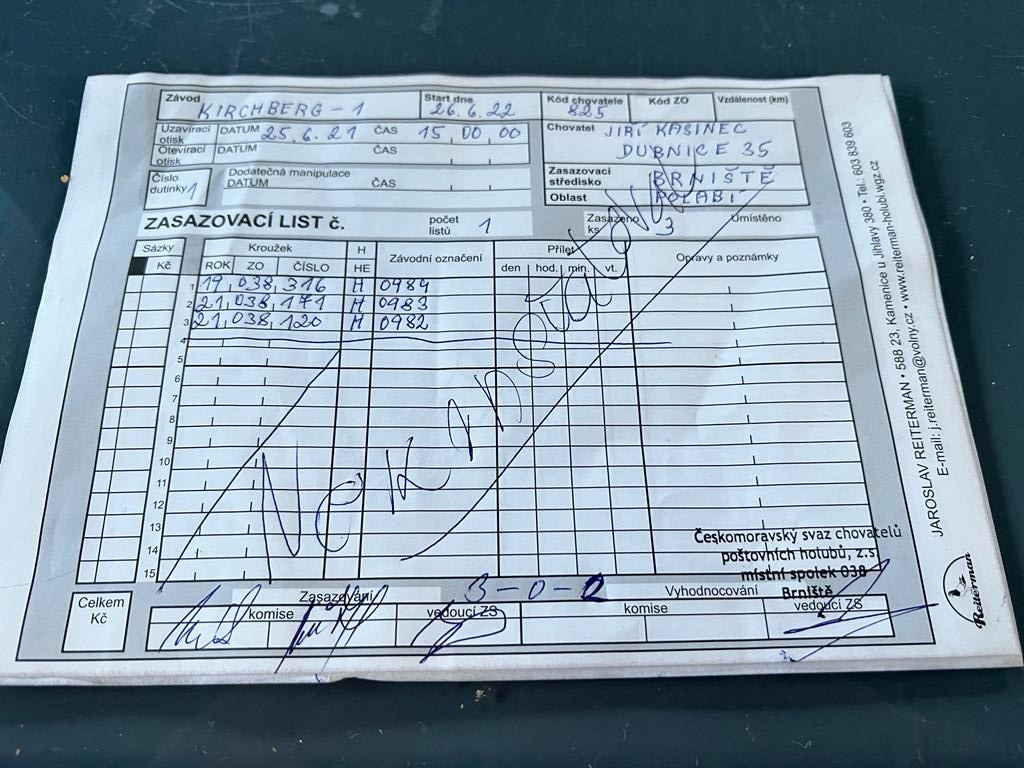 Závod KIRCHBERG - 1 Start dne 26.6.22 Kód chovatele 825 Kód ZO Vzdálenost (km)
Uzavírací otisk DATUM 25.6.21 ČAS 15 00 00
Otevírací otisk DATUM ČAS
Chovatel JIŘÍ KASINEC
DUBNICE 35
Číslo dutinky 1 Dodatečná manipulace DATUM ČAS
Zasazovací středisko BRNIŠTĚ
Oblast POLABÍ
ZASAZOVACÍ LIST č. počet listů 1 Zasazeno ks 3 Umístěno
Sázky Kroužek H Závodní označení Přílet Opravy a poznámky
Kč ROK ZO ČÍSLO HE den hod. min. vt.
1 19 038 316 H 0984
2 21 038 171 H 0983
3 21 038 120 H 0982
4
5
6
7
8
9
10
11
12
13
14
15
Českomoravský svaz chovatelů
poštovních holubů, z.s.
místní spolek 038
Brniště
Celkem Kč Zasazování 3-0-0 Vyhodnocování
komise vedoucí ZS komise vedoucí ZS
JAROSLAV REITERMAN • 588 23, Kamenice u Jihlavy 380 • Tel.: 603 839 603
E-mail: j.reiterman@volny.cz • www.reiterman-holubi.wgz.cz
Reiterman